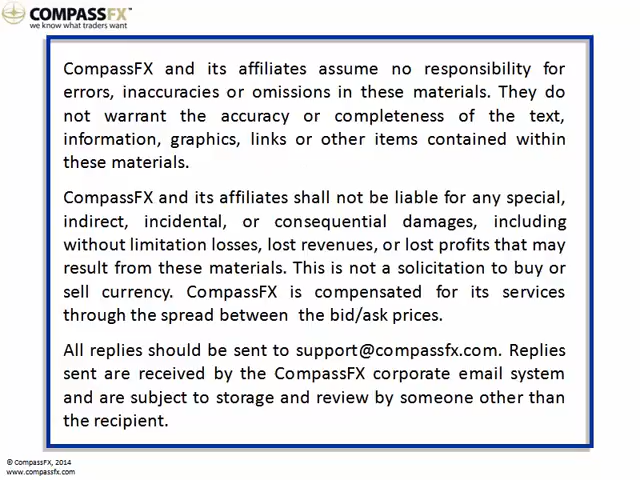 COMPASSFX™
we know what traders want
CompassFX and its affiliates assume no responsibility for
errors, inaccuracies or omissions in these materials. They do
not warrant the accuracy or completeness of the text,
information, graphics, links or other items contained within
these materials.
CompassFX and its affiliates shall not be liable for any special,
indirect, incidental, or consequential damages, including
without limitation losses, lost revenues, or lost profits that may
result from these materials. This is not a solicitation to buy or
sell currency. CompassFX is compensated for its services
through the spread between the bid/ask prices.
All replies should be sent to support@compassfx.com. Replies
sent are received by the CompassFX corporate email system
and are subject to storage and review by someone other than
the recipient.
© CompassFX, 2014
www.compassfx.com